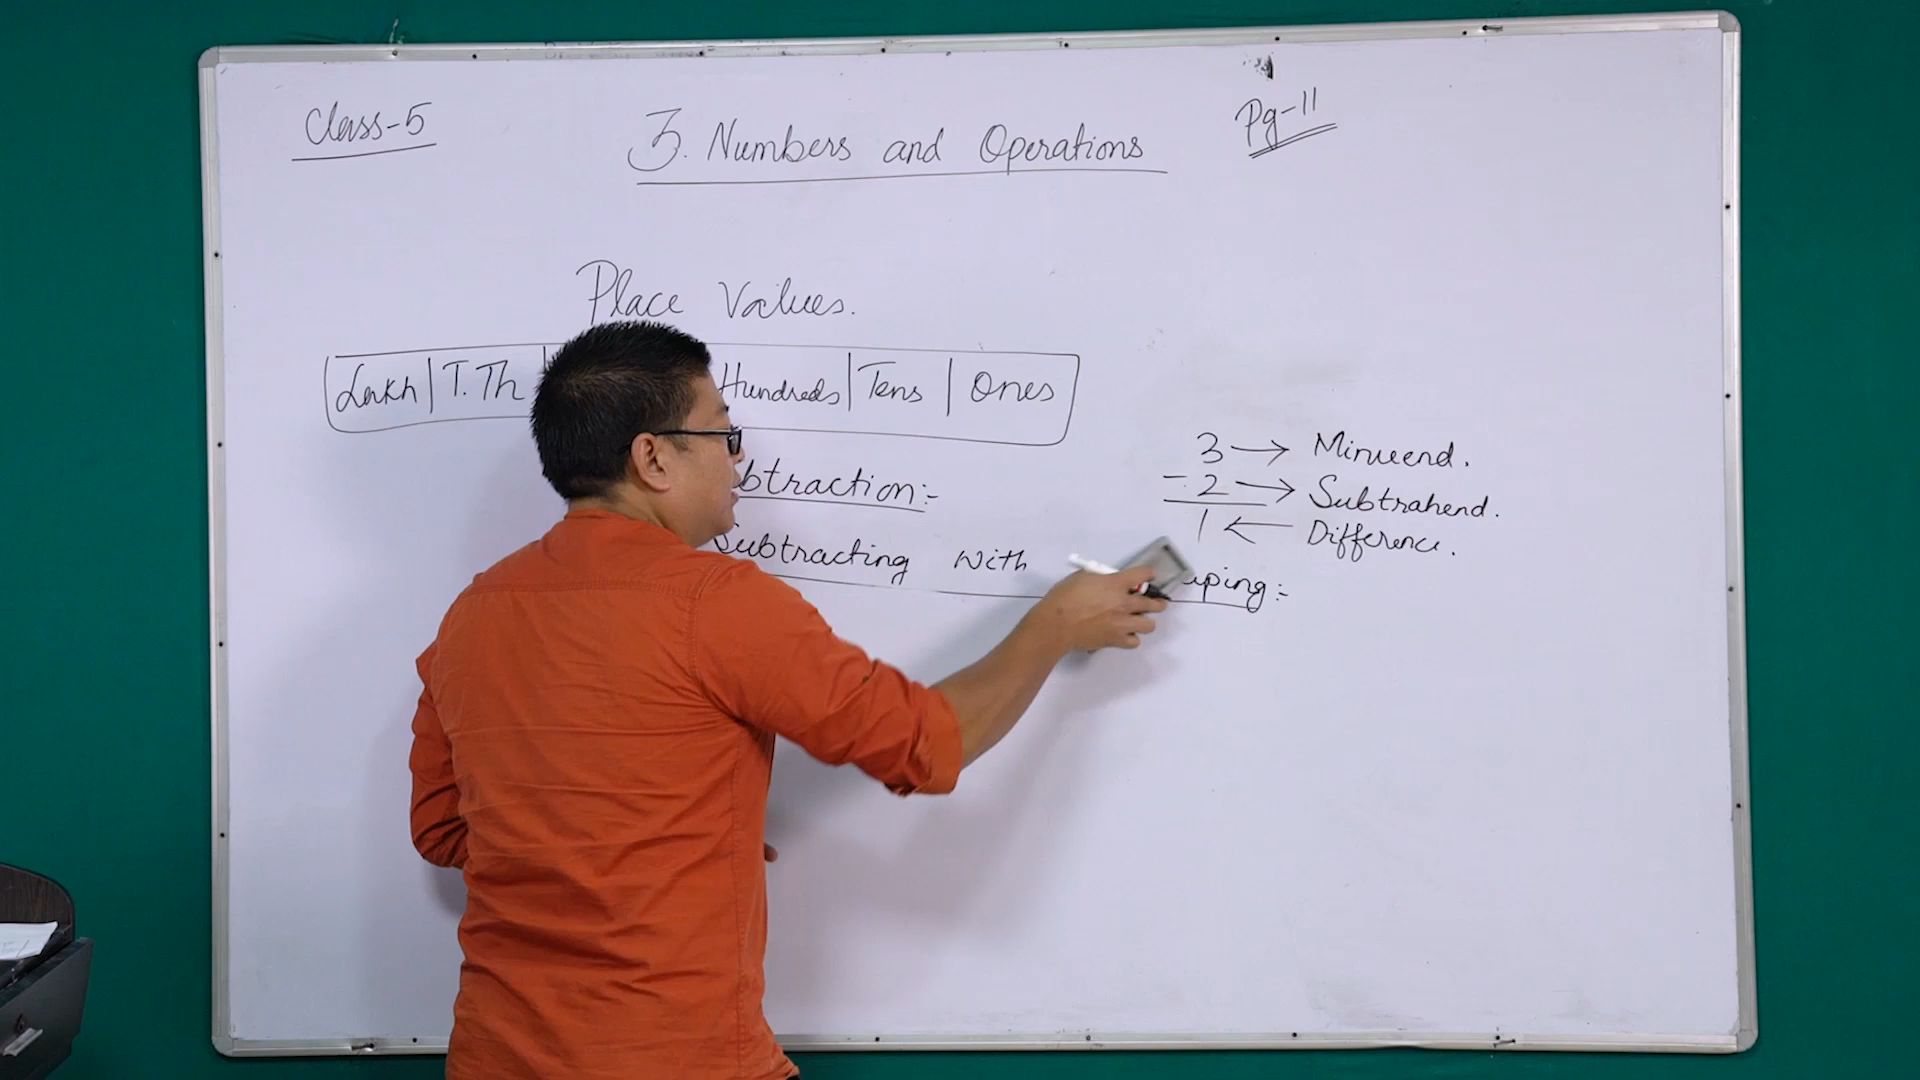 Class-5
3. Numbers and Operations
Pg-11
Place Values.
Lakh | T.Th | Hundreds | Tens | Ones
3 → Minuend.
- 2 → Subtrahend.
1 ← Difference.
btraction:-
Subtracting with uping:-